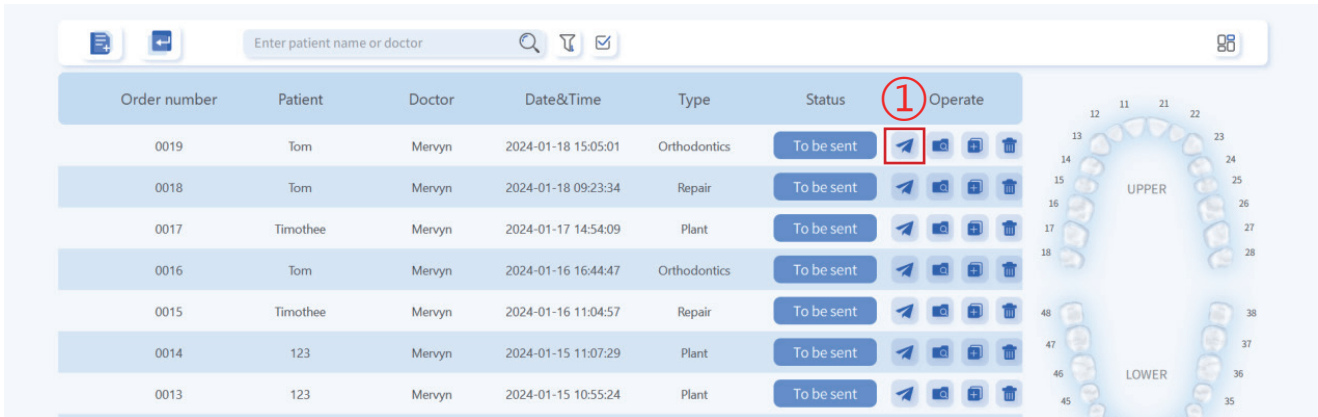 Enter patient name or doctor
Order number Patient Doctor Date&Time Type Status ① Operate
0019 Tom Mervyn 2024-01-18 15:05:01 Orthodontics To be sent
0018 Tom Mervyn 2024-01-18 09:23:34 Repair To be sent
0017 Timothee Mervyn 2024-01-17 14:54:09 Plant To be sent
0016 Tom Mervyn 2024-01-16 16:44:47 Orthodontics To be sent
0015 Timothee Mervyn 2024-01-16 11:04:57 Repair To be sent
0014 123 Mervyn 2024-01-15 11:07:29 Plant To be sent
0013 123 Mervyn 2024-01-15 10:55:24 Plant To be sent
11 21
12 22
13 23
14 24
15 UPPER 25
16 26
17 27
18 28
48 38
47 37
46 LOWER 36
45 35